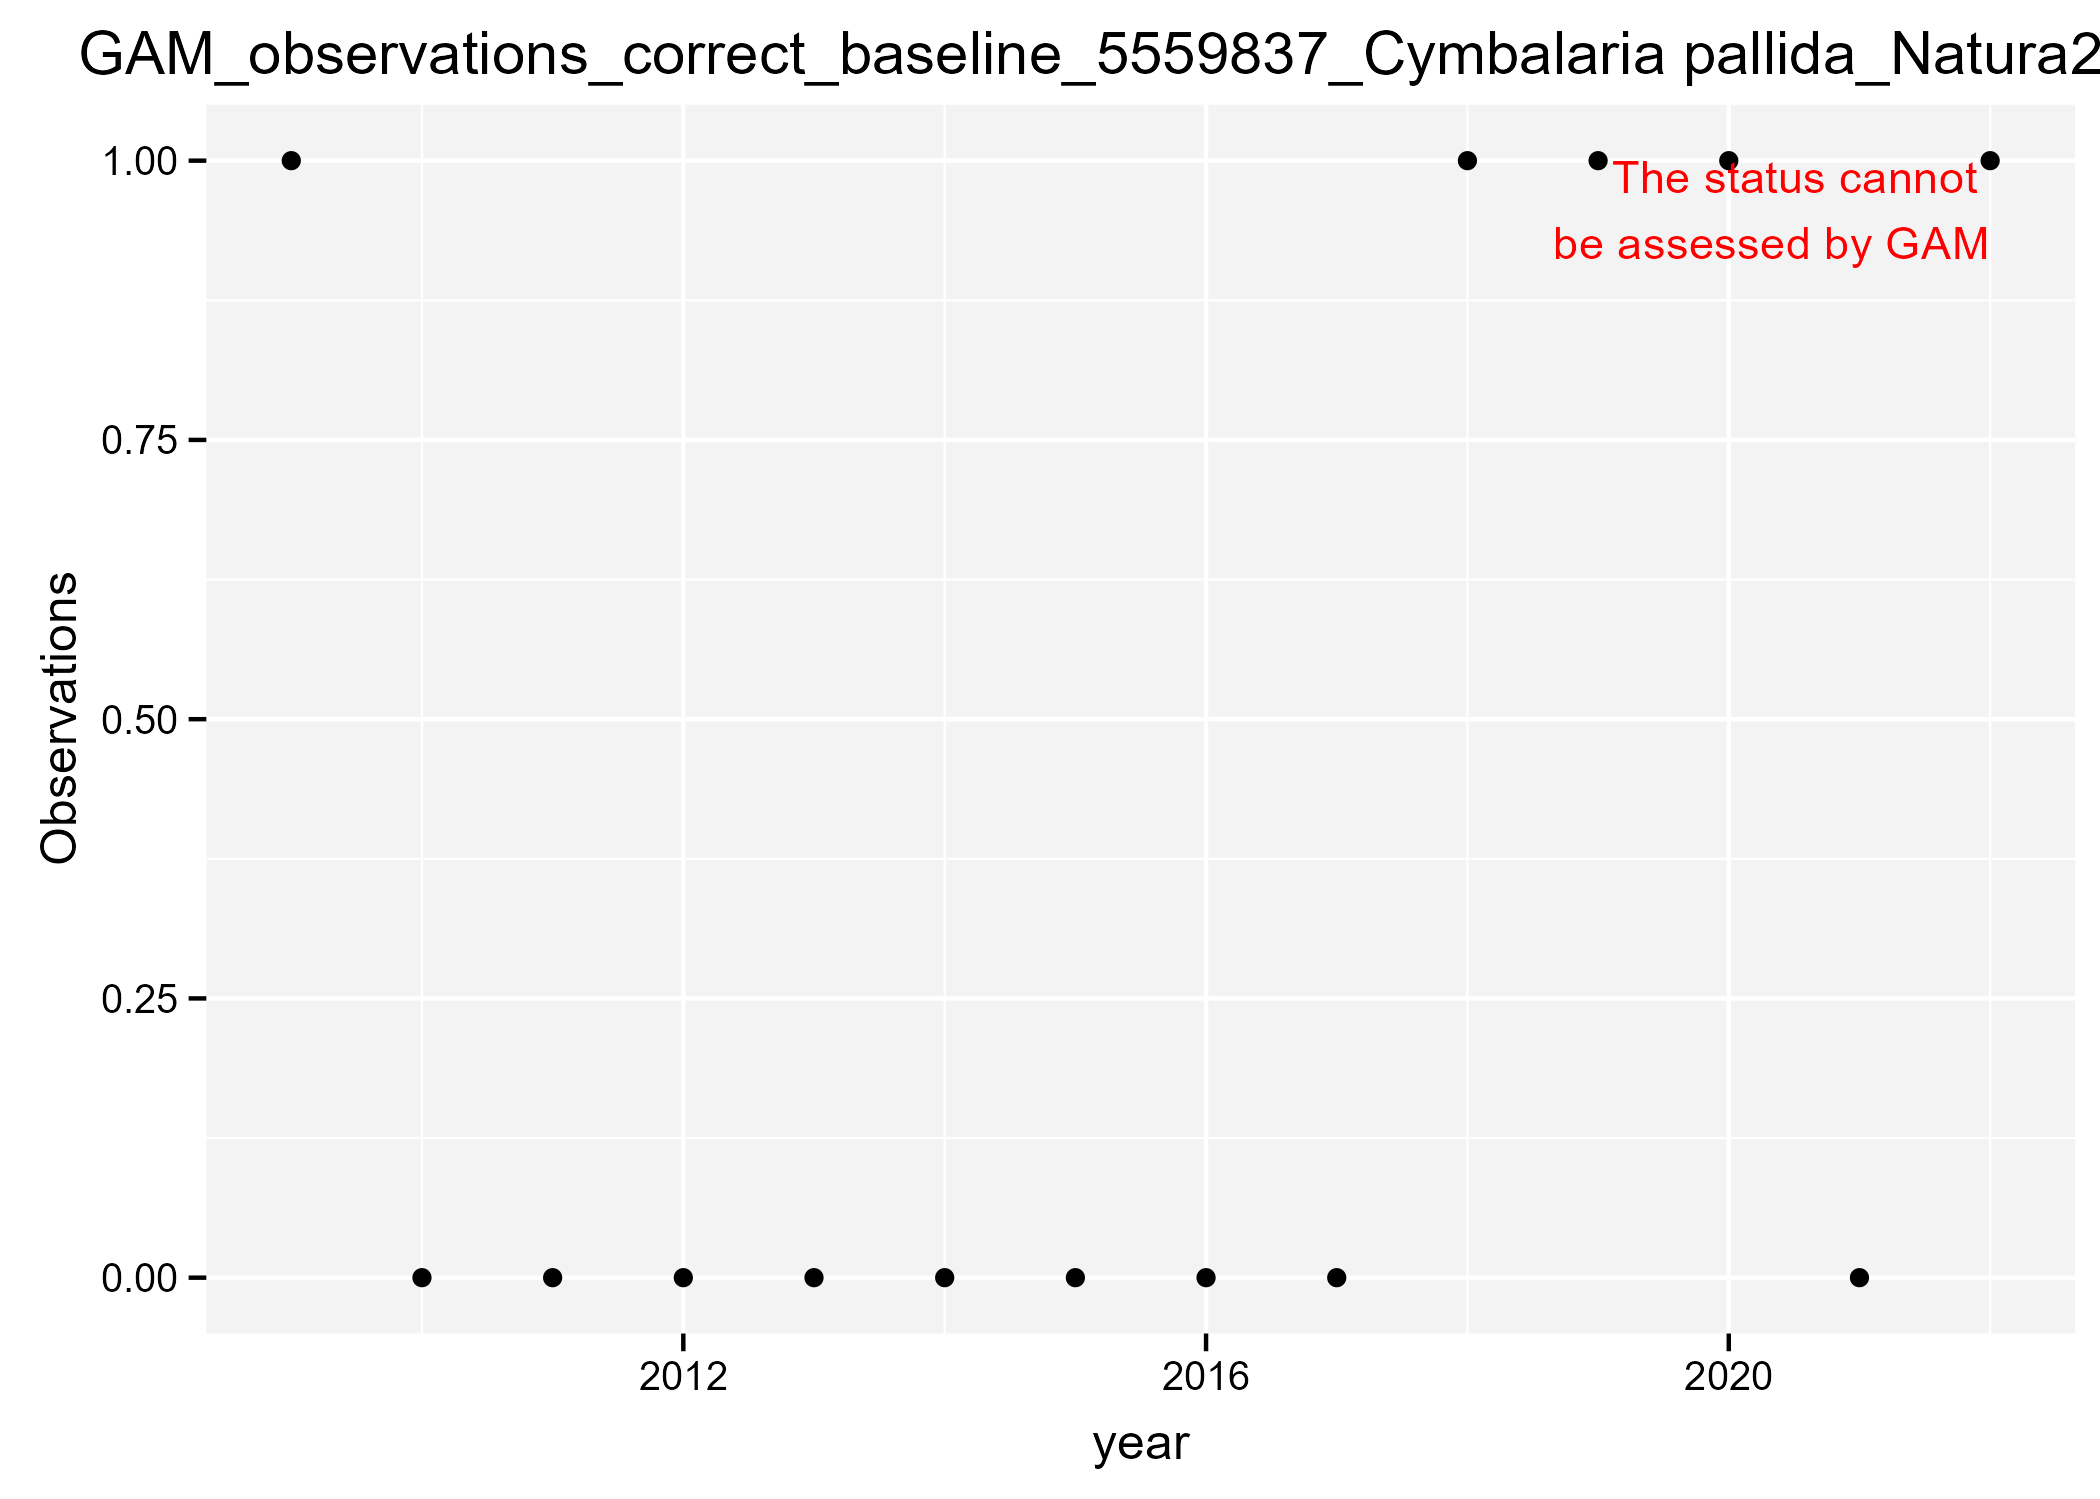 GAM_observations_correct_baseline_5559837_Cymbalaria pallida_Natura2
1.00
The status cannot
be assessed by GAM
0.75
0.50
0.25
0.00
Observations
2012 2016 2020
year